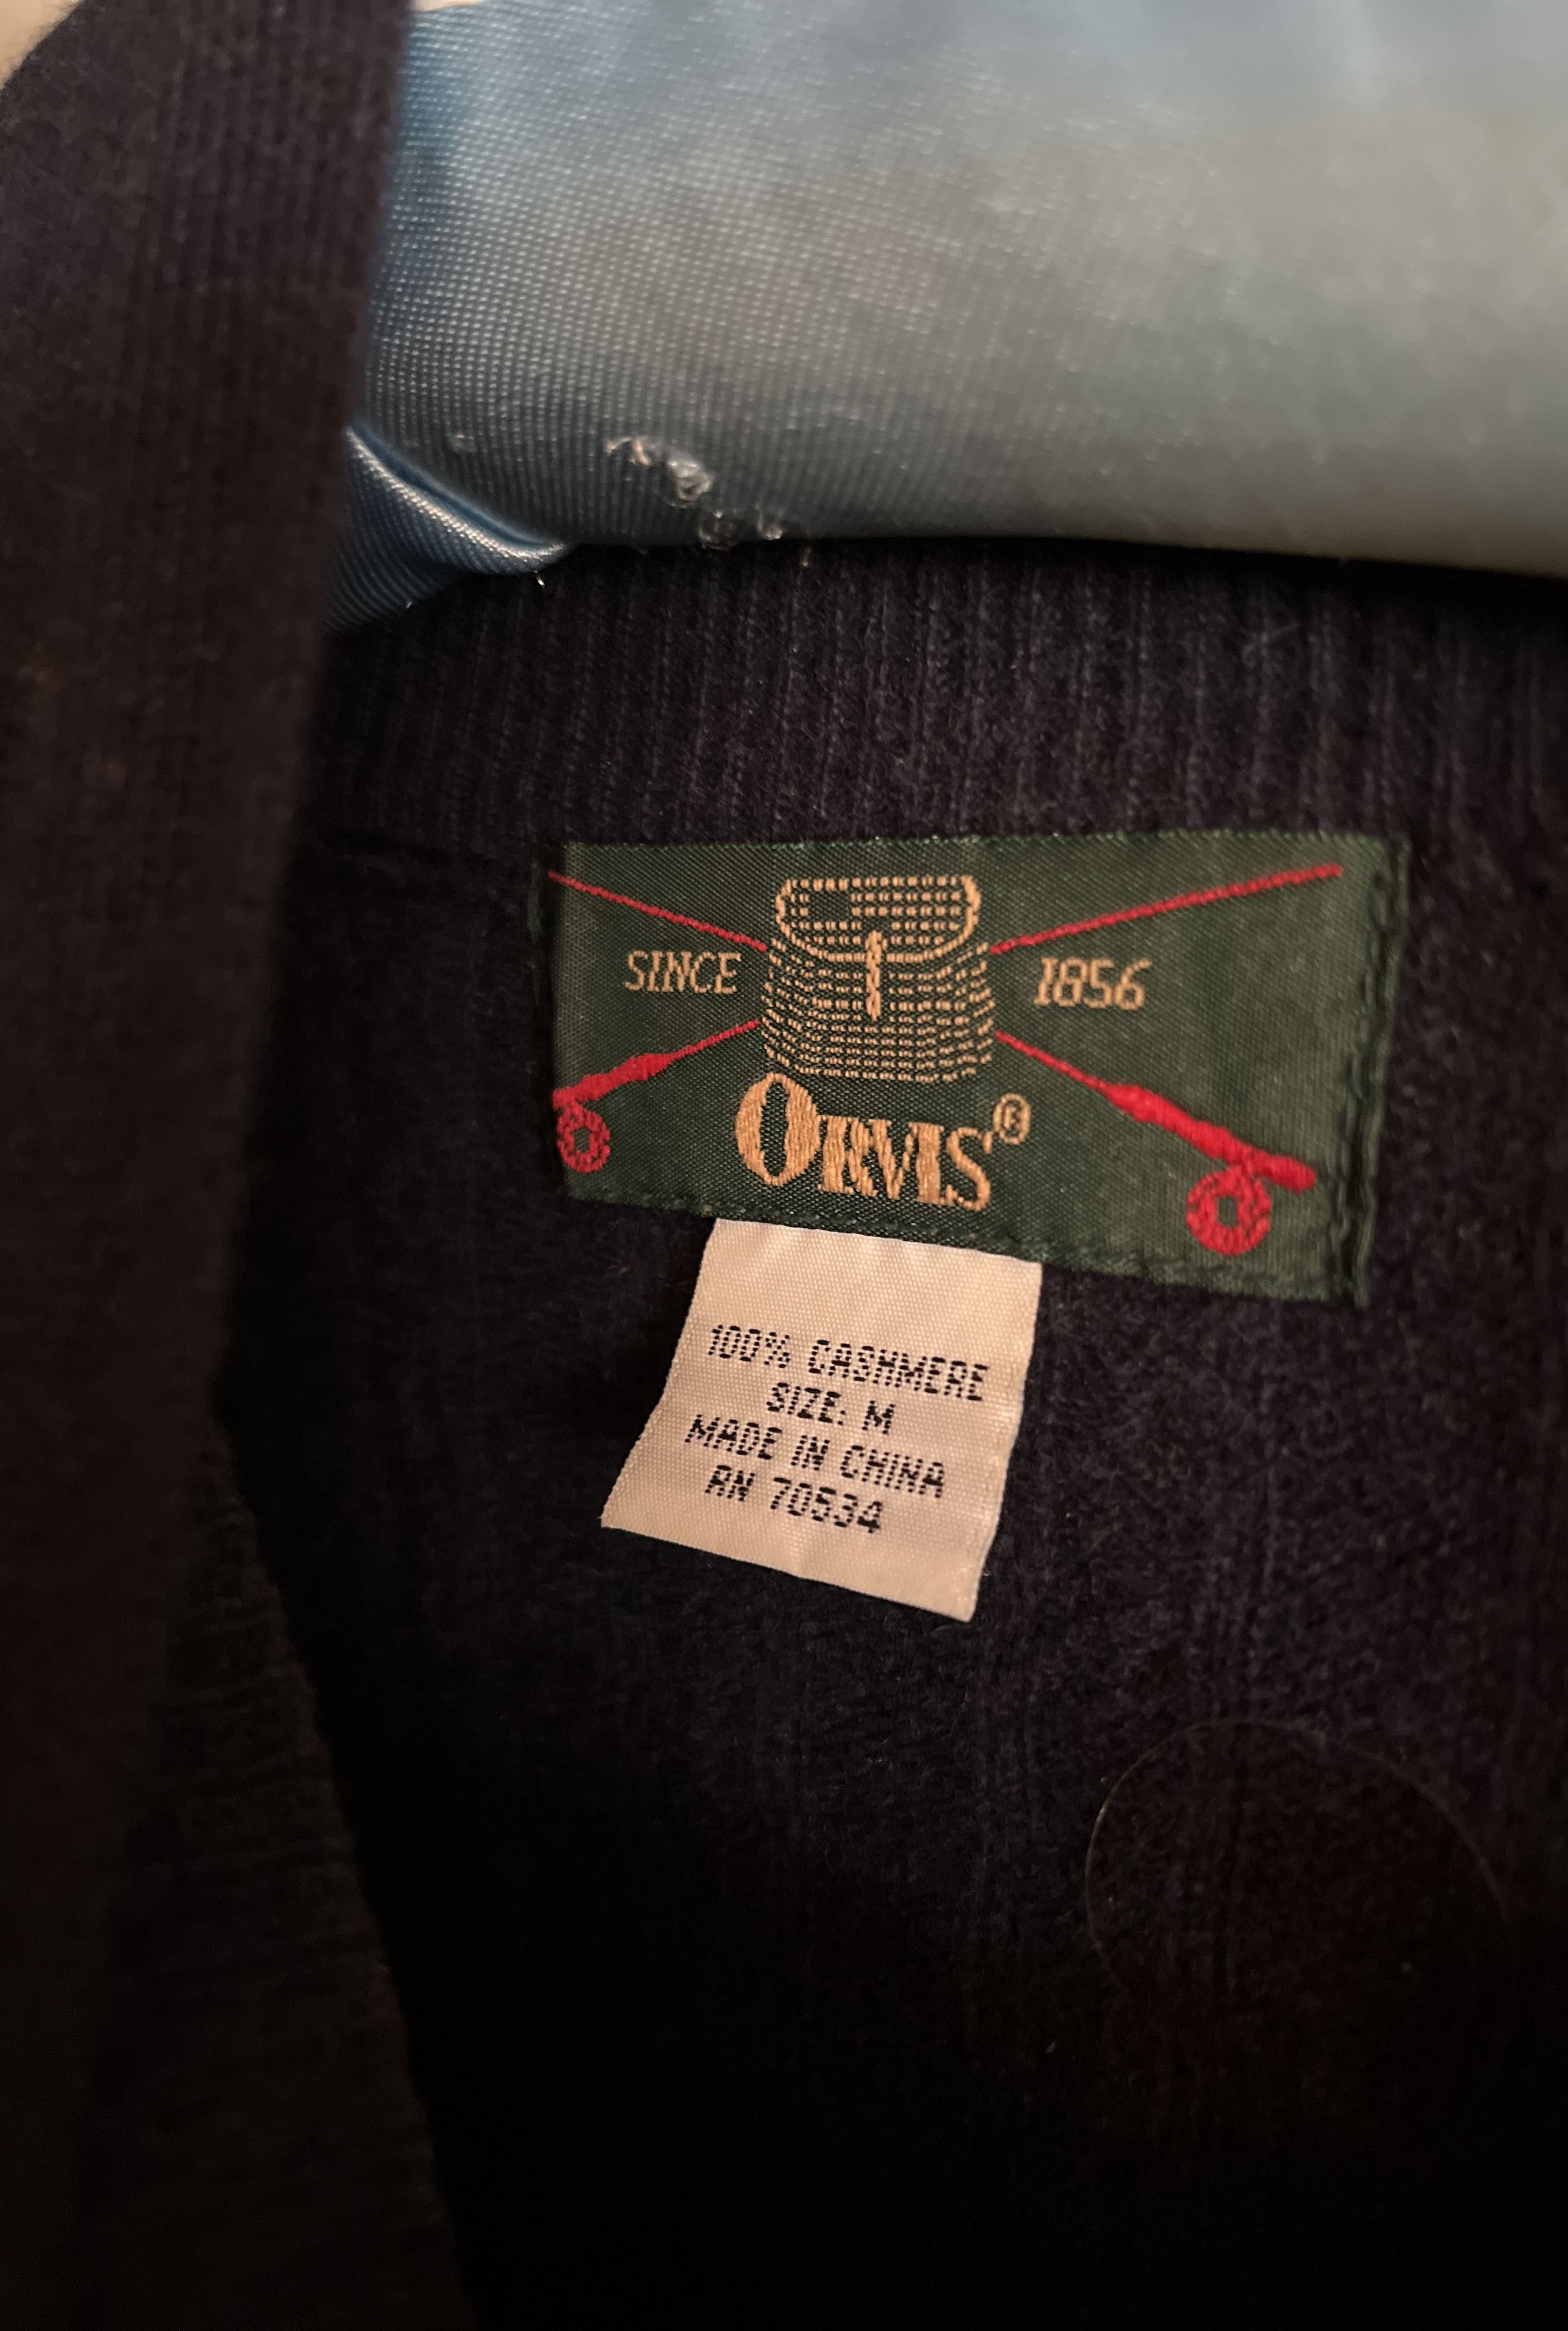 SINCE 1856
ORVIS®
100% CASHMERE
SIZE: M
MADE IN CHINA
RN 70534